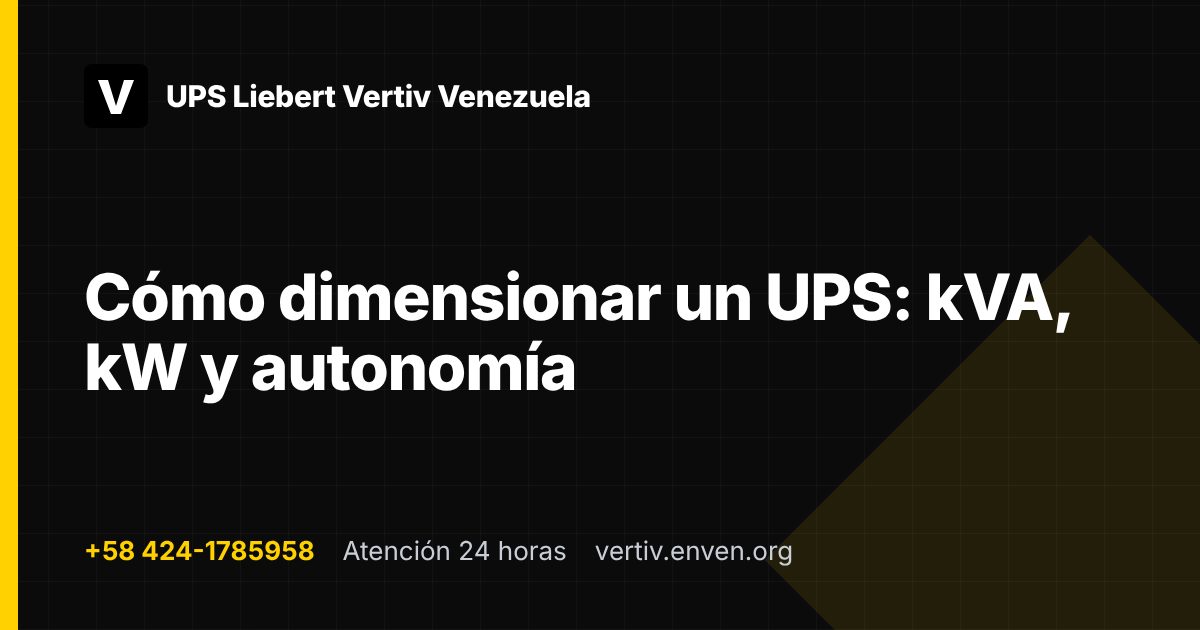 V
UPS Liebert Vertiv Venezuela
Cómo dimensionar un UPS: kVA,
kW y autonomía
+58 424-1785958 Atención 24 horas vertiv.enven.org